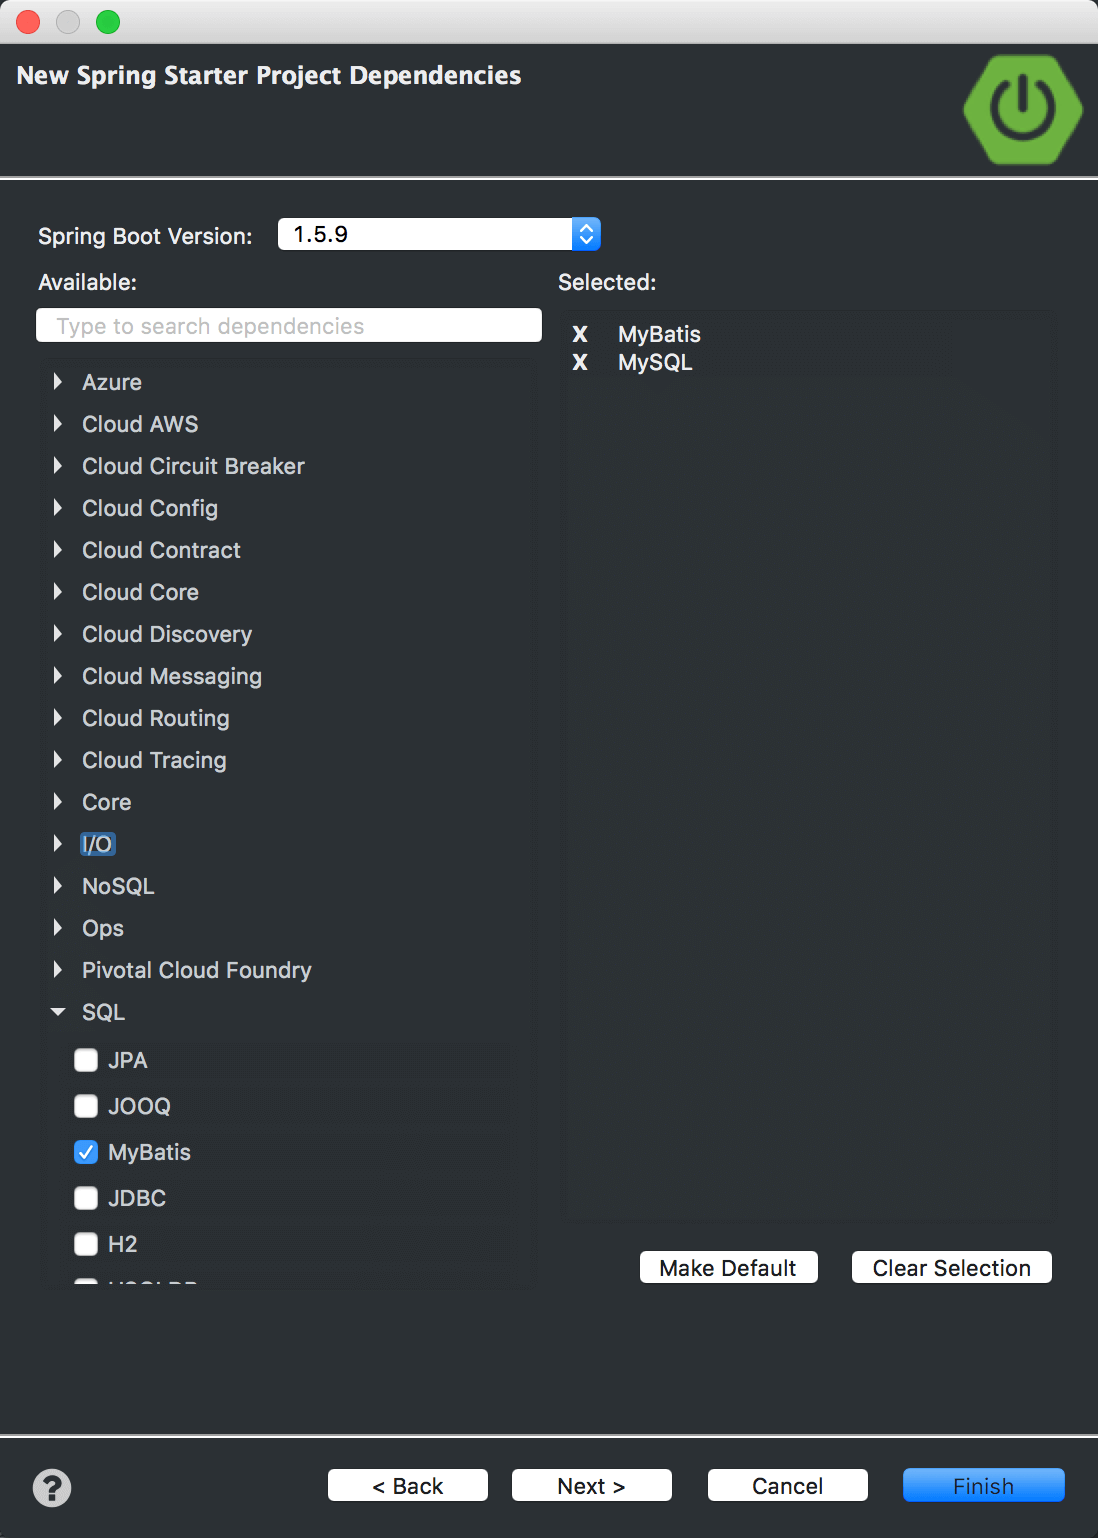 New Spring Starter Project Dependencies
Spring Boot Version: 1.5.9
Available:
Type to search dependencies
Azure
Cloud AWS
Cloud Circuit Breaker
Cloud Config
Cloud Contract
Cloud Core
Cloud Discovery
Cloud Messaging
Cloud Routing
Cloud Tracing
Core
I/O
NoSQL
Ops
Pivotal Cloud Foundry
SQL
JPA
JOOQ
MyBatis
JDBC
H2
Selected:
X MyBatis
X MySQL
Make Default Clear Selection
? < Back Next > Cancel Finish